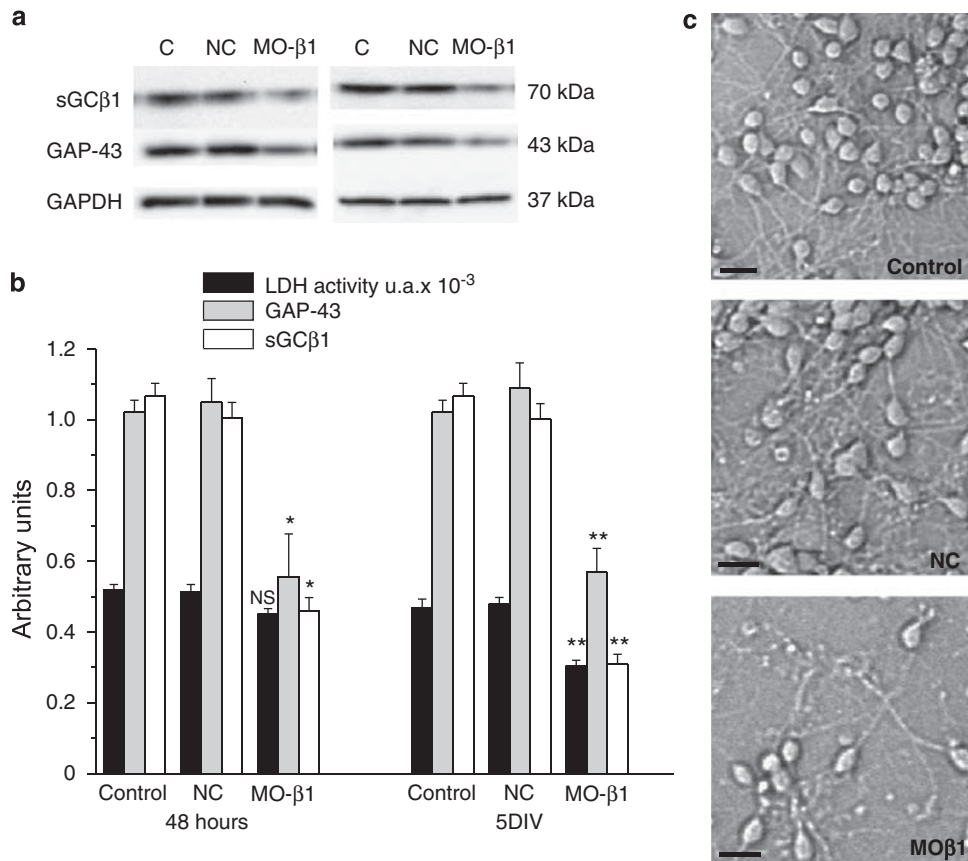 a
C NC MO-β1 C NC MO-β1
sGCβ1 70 kDa
GAP-43 43 kDa
GAPDH 37 kDa
b
LDH activity u.a.x 10⁻³
GAP-43
sGCβ1
Arbitrary units
1.2
1.0
0.8
0.6
0.4
0.2
0
NS * *
** ** **
Control NC MO-β1 Control NC MO-β1
48 hours 5DIV
c
Control
NC
MOβ1